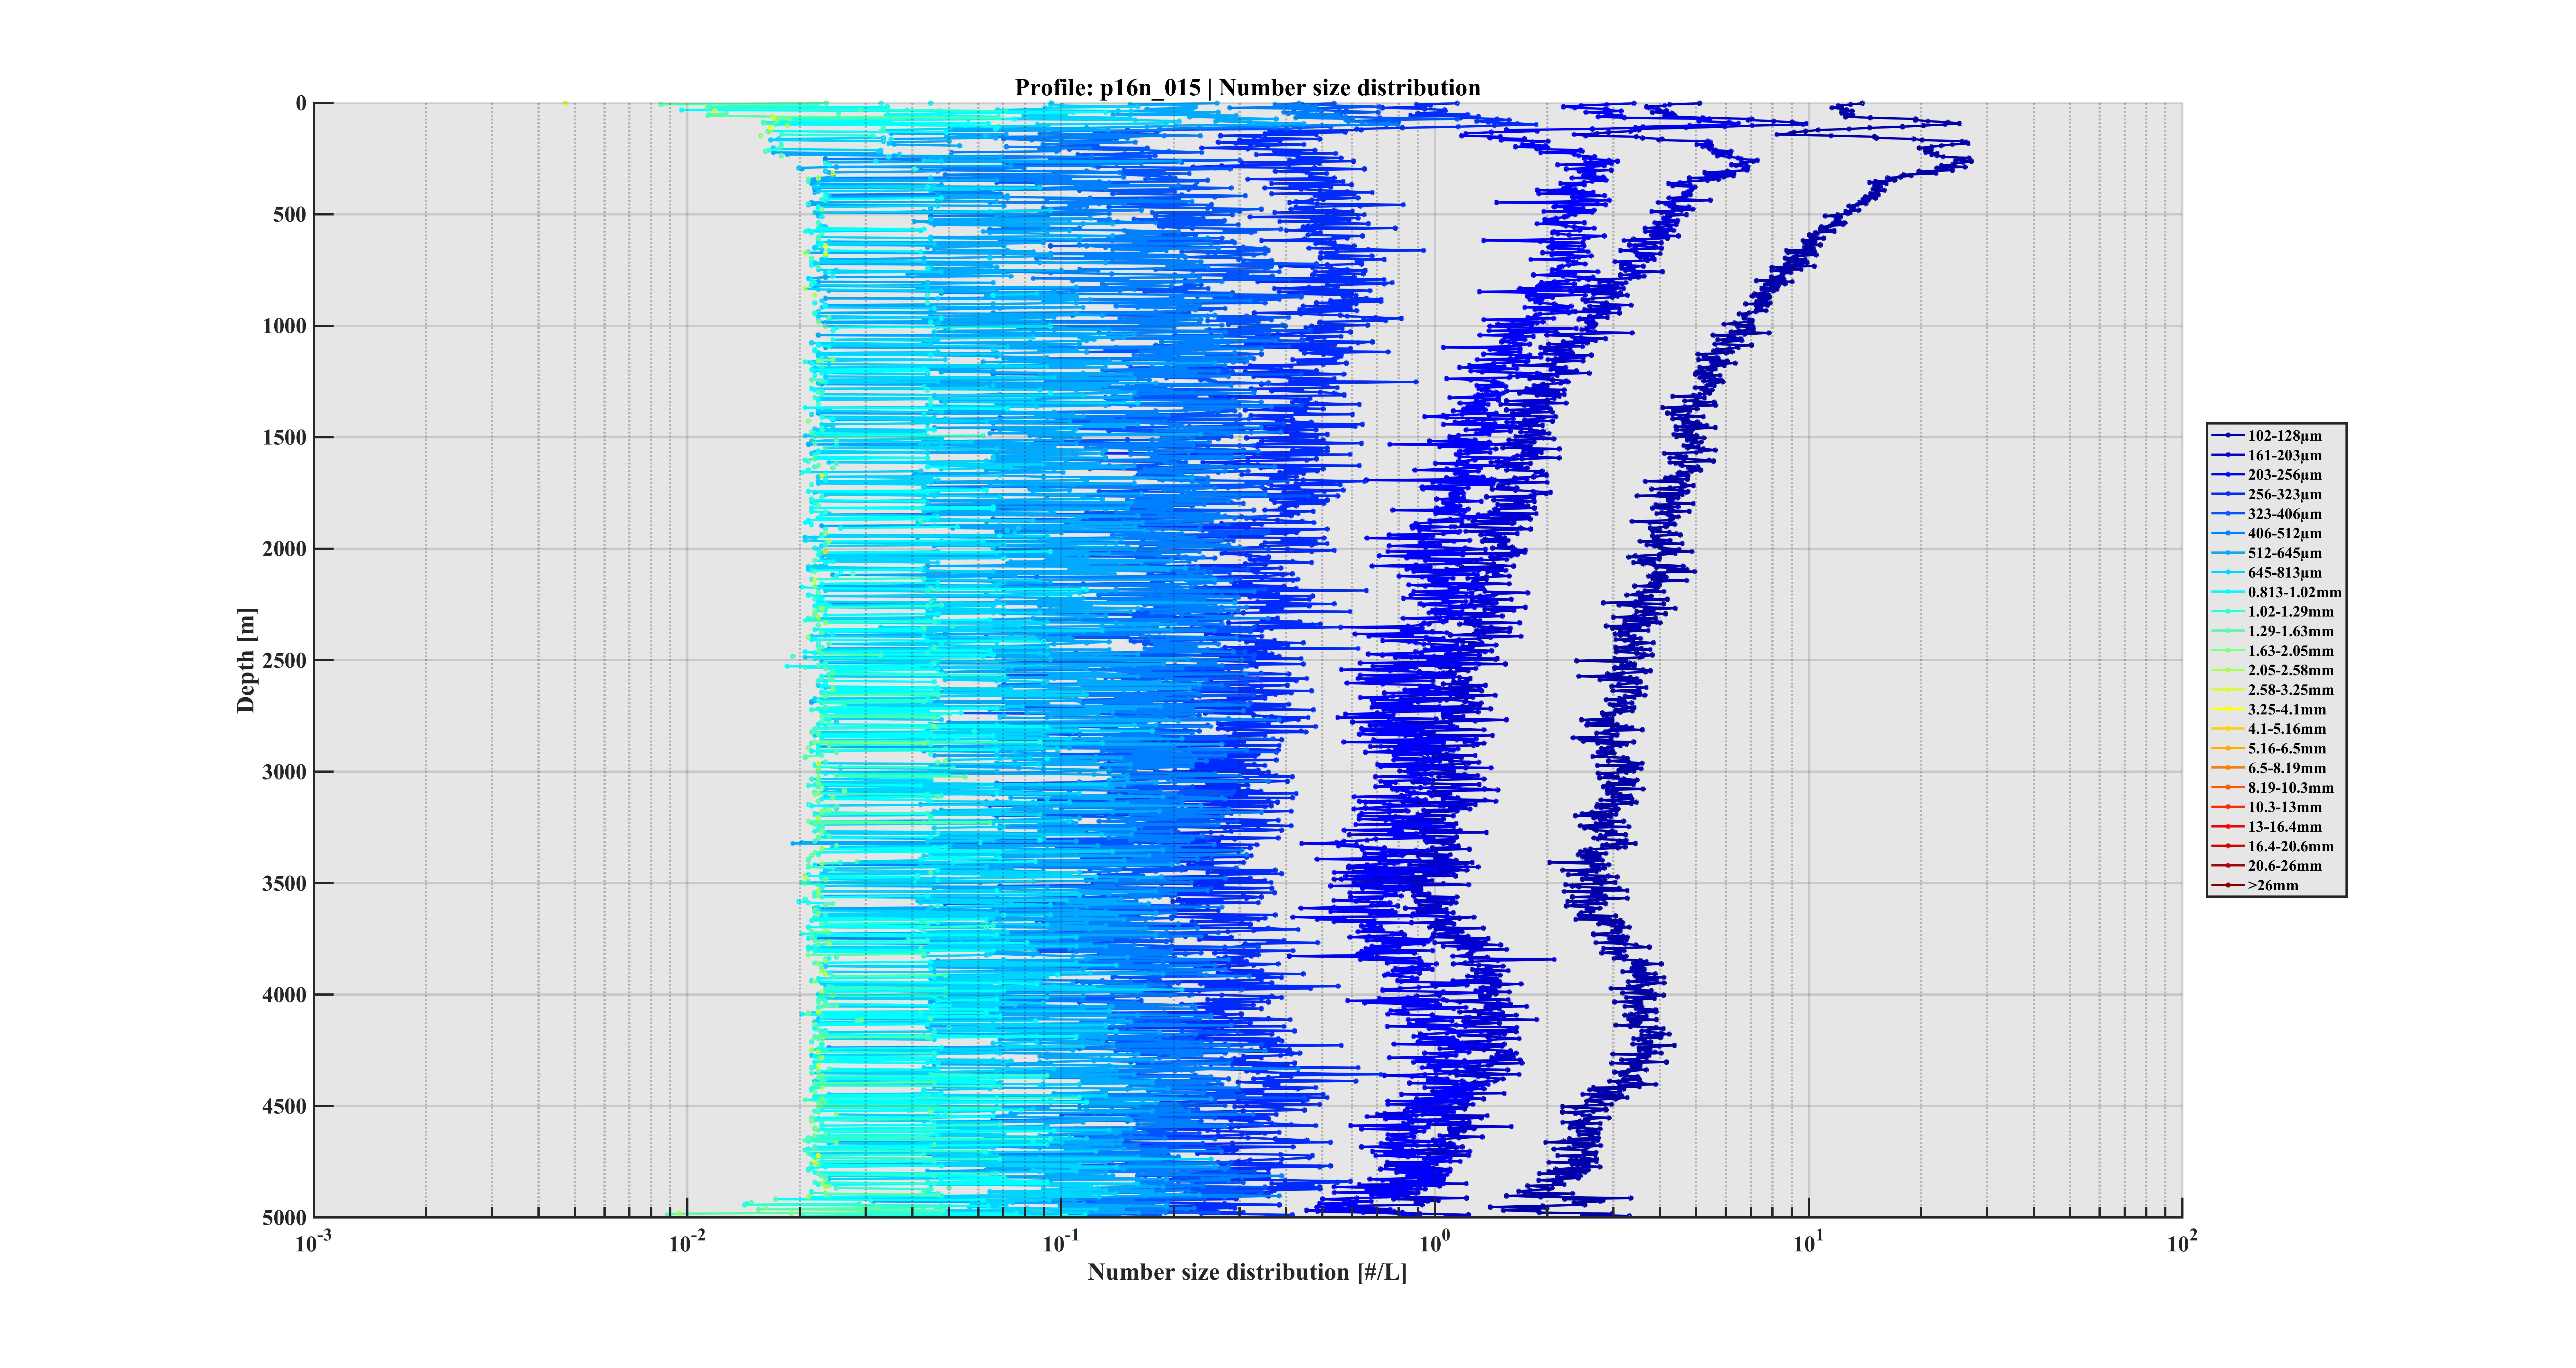 Profile: p16n_015 | Number size distribution
0
500
1000
1500
2000
2500
3000
3500
4000
4500
5000
Depth [m]
10-3 10-2 10-1 100 101 102
Number size distribution [#/L]
102-128µm
161-203µm
203-256µm
256-323µm
323-406µm
406-512µm
512-645µm
645-813µm
0.813-1.02mm
1.02-1.29mm
1.29-1.63mm
1.63-2.05mm
2.05-2.58mm
2.58-3.25mm
3.25-4.1mm
4.1-5.16mm
5.16-6.5mm
6.5-8.19mm
8.19-10.3mm
10.3-13mm
13-16.4mm
16.4-20.6mm
20.6-26mm
>26mm